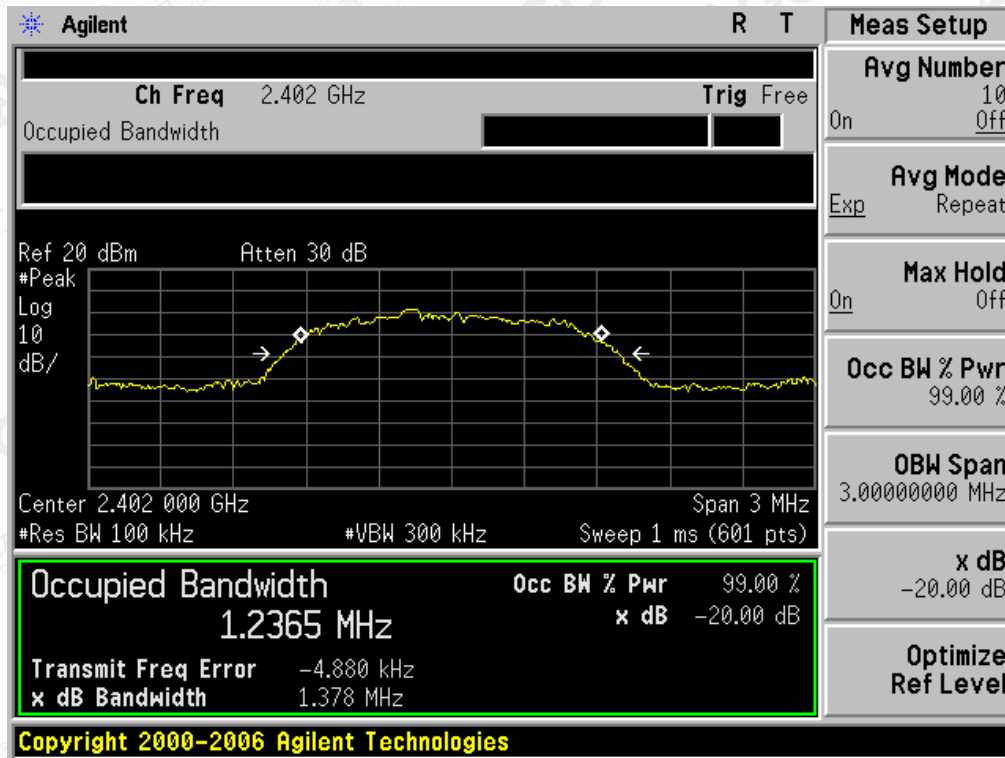 Agilent R T
Ch Freq 2.402 GHz Trig Free
Occupied Bandwidth
Ref 20 dBm Atten 30 dB
#Peak
Log
10
dB/
Center 2.402 000 GHz Span 3 MHz
#Res BW 100 kHz #VBW 300 kHz Sweep 1 ms (601 pts)
Occupied Bandwidth Occ BW % Pwr 99.00 %
1.2365 MHz x dB -20.00 dB
Transmit Freq Error -4.880 kHz
x dB Bandwidth 1.378 MHz
Copyright 2000-2006 Agilent Technologies
Meas Setup
Avg Number
10
On Off
Avg Mode
Exp Repeat
Max Hold
On Off
Occ BW % Pwr
99.00 %
OBW Span
3.00000000 MHz
x dB
-20.00 dB
Optimize
Ref Level